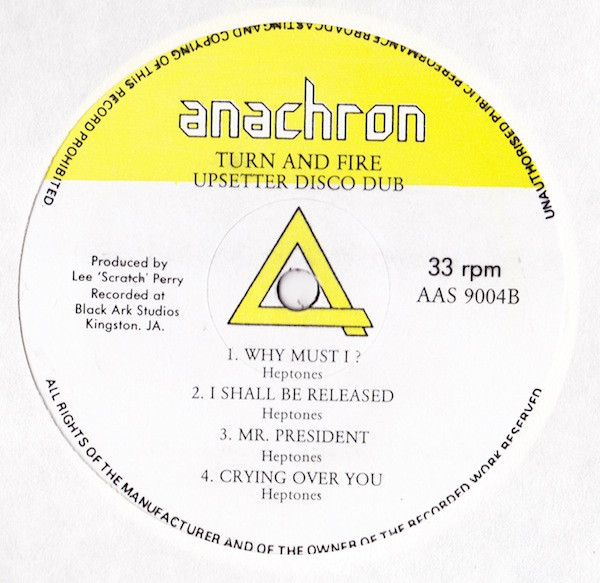 UNAUTHORISED PUBLIC PERFORMANCE BROADCASTING AND COPYING OF THIS RECORD PROHIBITED
anachron
TURN AND FIRE
UPSETTER DISCO DUB
Produced by
Lee 'Scratch' Perry
Recorded at
Black Ark Studios
Kingston. JA.
33 rpm
AAS 9004B
1. WHY MUST I ?
Heptones
2. I SHALL BE RELEASED
Heptones
3. MR. PRESIDENT
Heptones
4. CRYING OVER YOU
Heptones
ALL RIGHTS OF THE MANUFACTURER AND OF THE OWNER OF THE RECORDED WORK RESERVED